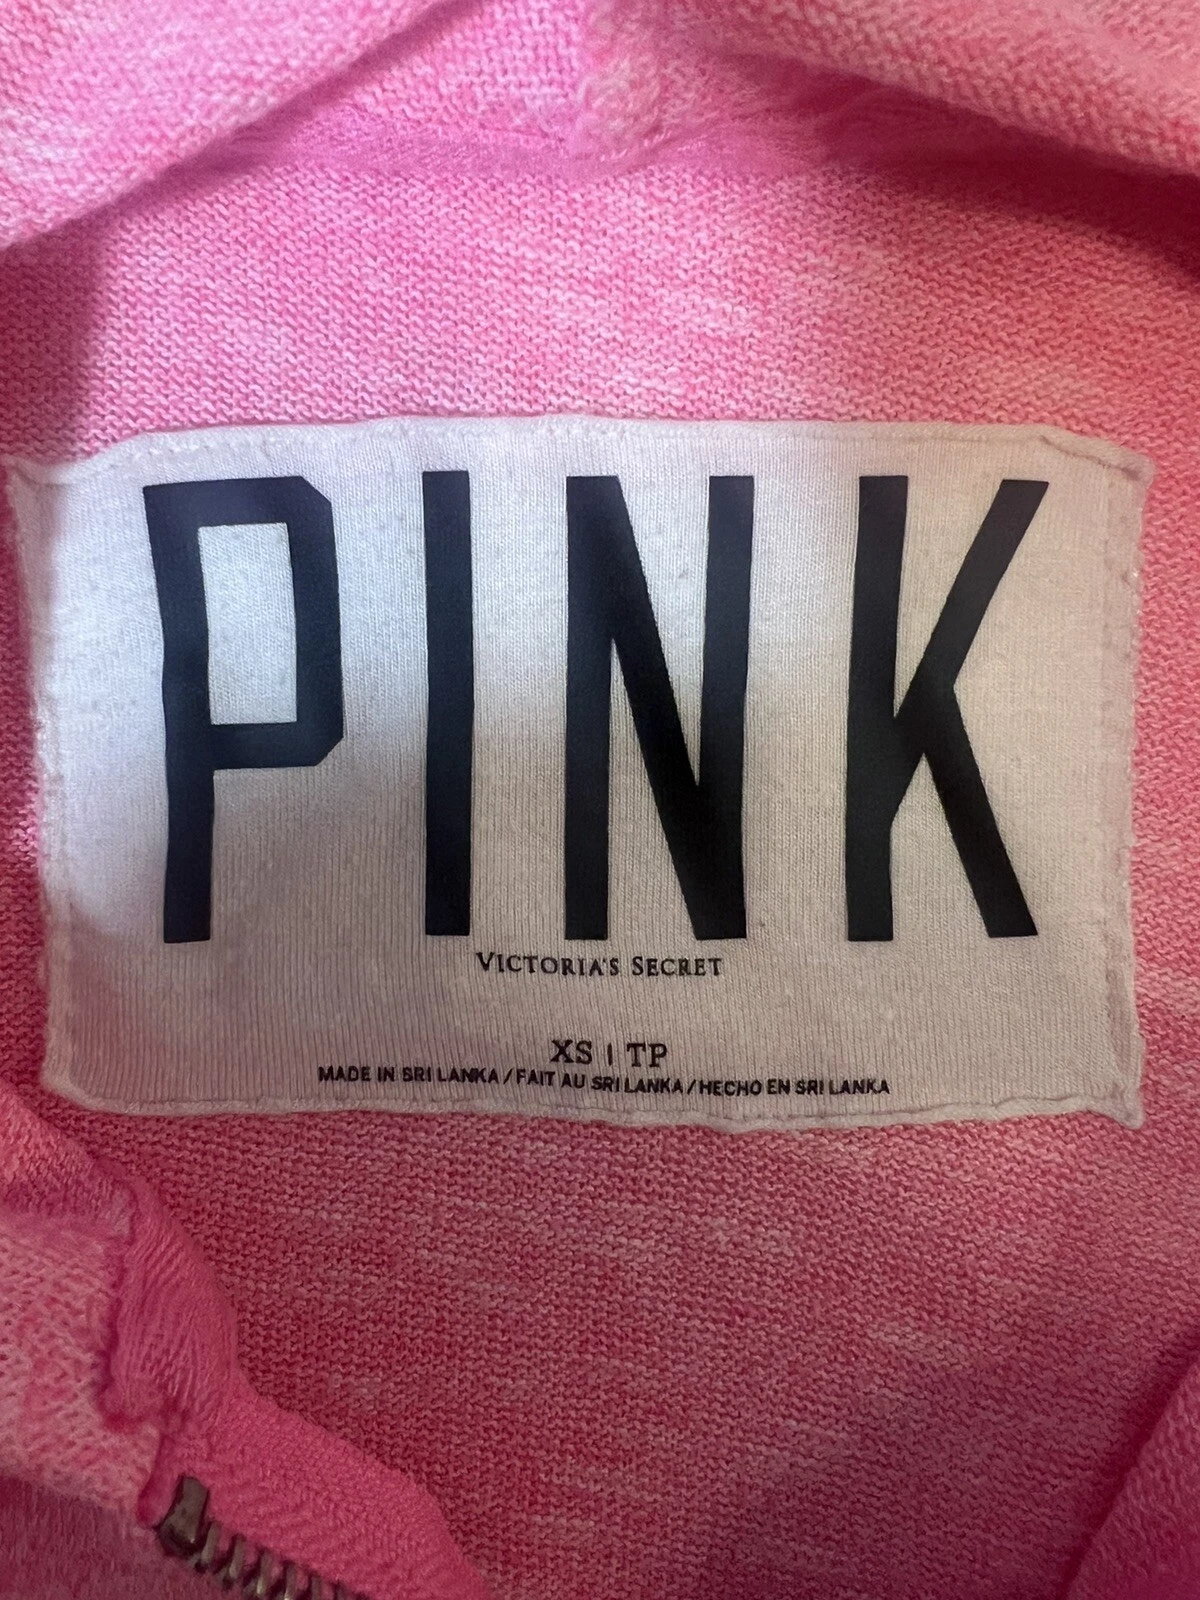 PINK
VICTORIA'S SECRET
XS | TP
MADE IN SRI LANKA / FAIT AU SRI LANKA / HECHO EN SRI LANKA